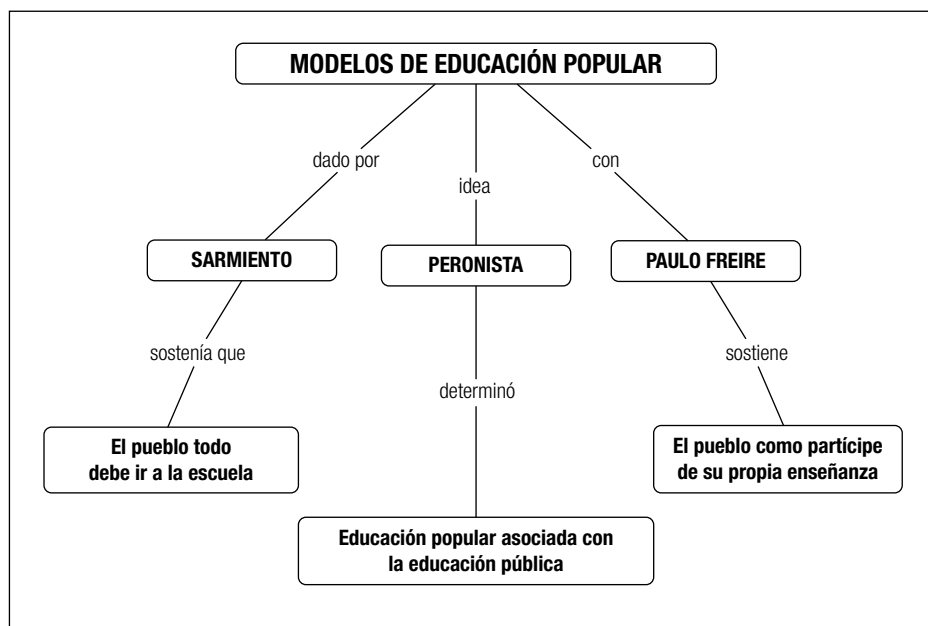 MODELOS DE EDUCACIÓN POPULAR
dado por
idea
con
SARMIENTO
PERONISTA
PAULO FREIRE
sostenía que
determinó
sostiene
El pueblo todo
debe ir a la escuela
El pueblo como partícipe
de su propia enseñanza
Educación popular asociada con
la educación pública